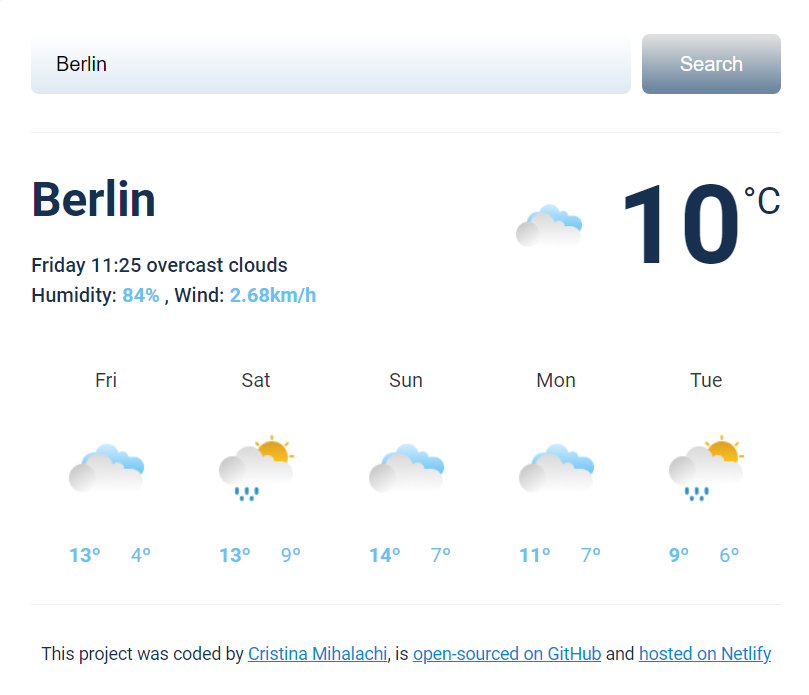 Berlin
Search
Berlin
10 °C
Friday 11:25 overcast clouds
Humidity: 84% , Wind: 2.68km/h
Fri Sat Sun Mon Tue
13° 4° 13° 9° 14° 7° 11° 7° 9° 6°
This project was coded by Cristina Mihalachi, is open-sourced on GitHub and hosted on Netlify